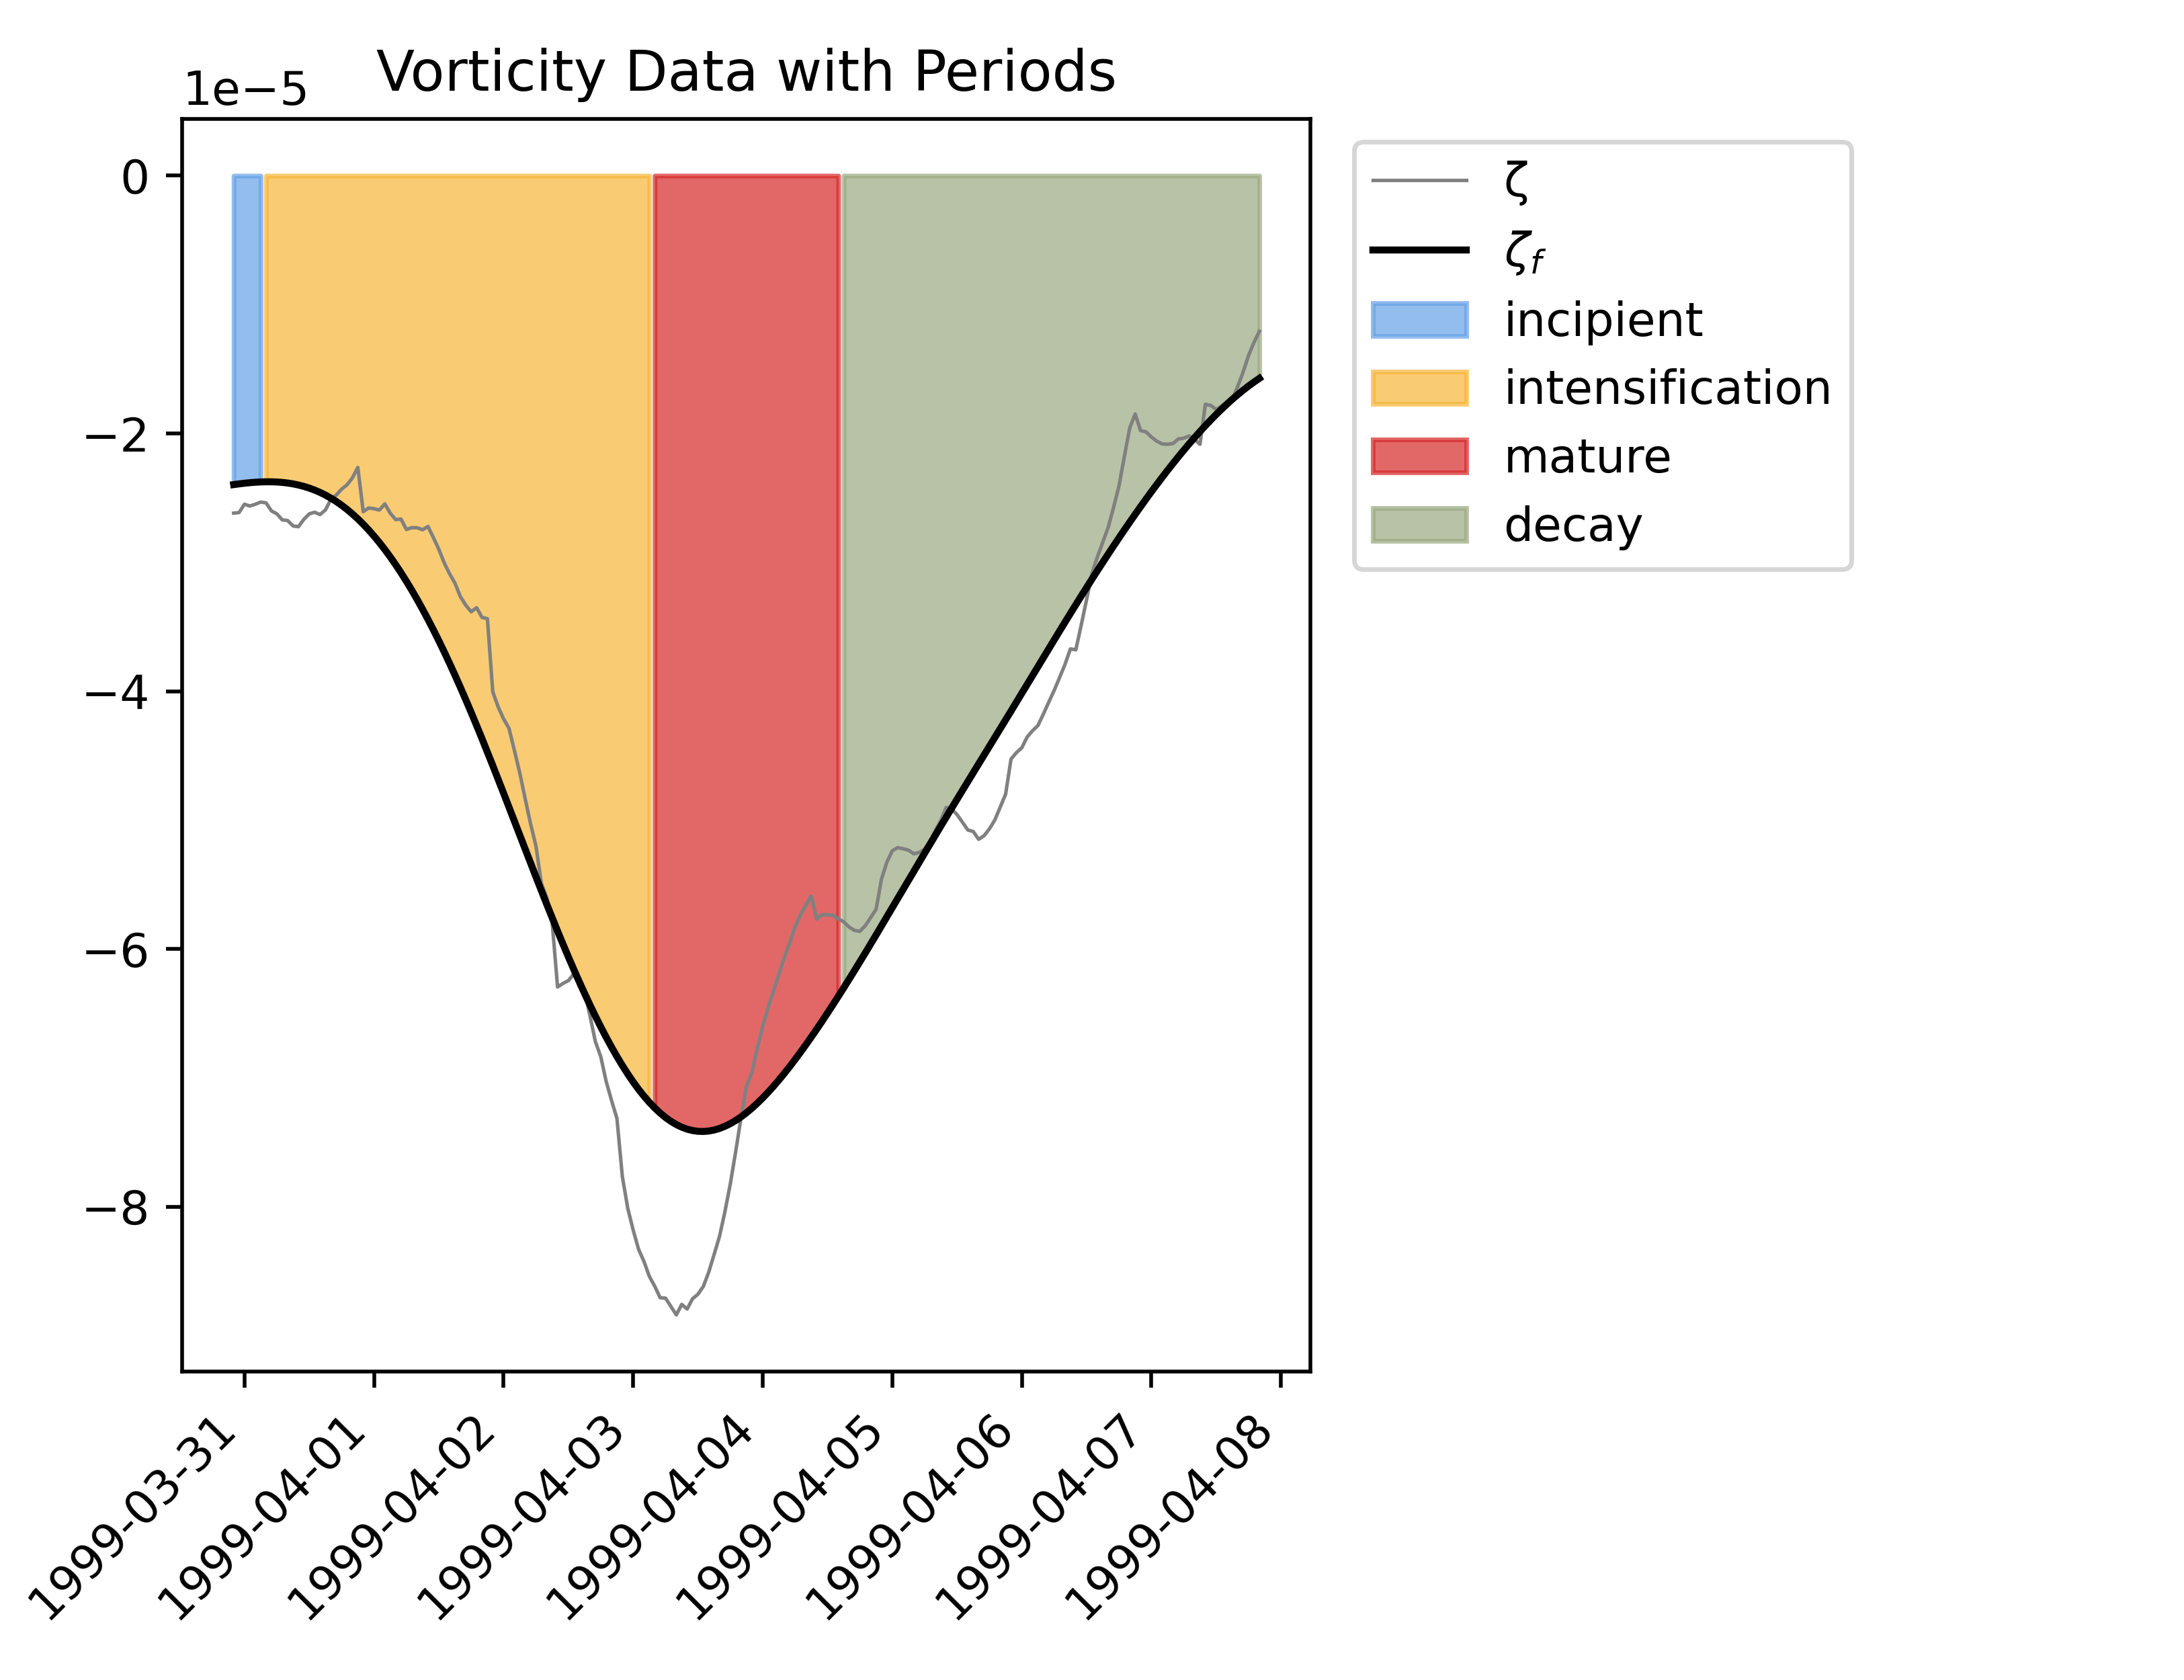 Vorticity Data with Periods
1e−5
0
−2
−4
−6
−8
1999-03-31
1999-04-01
1999-04-02
1999-04-03
1999-04-04
1999-04-05
1999-04-06
1999-04-07
1999-04-08
ζ
ζf
incipient
intensification
mature
decay